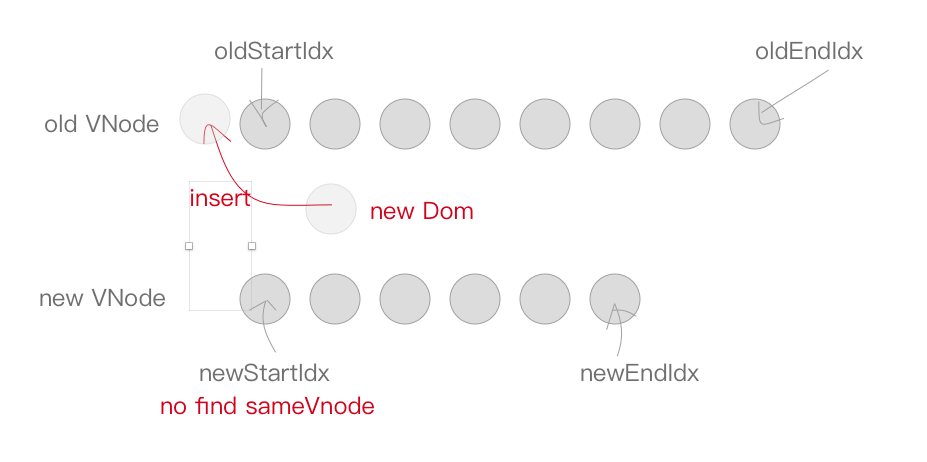 oldStartIdx
oldEndIdx
old VNode
insert
new Dom
new VNode
newStartIdx
newEndIdx
no find sameVnode